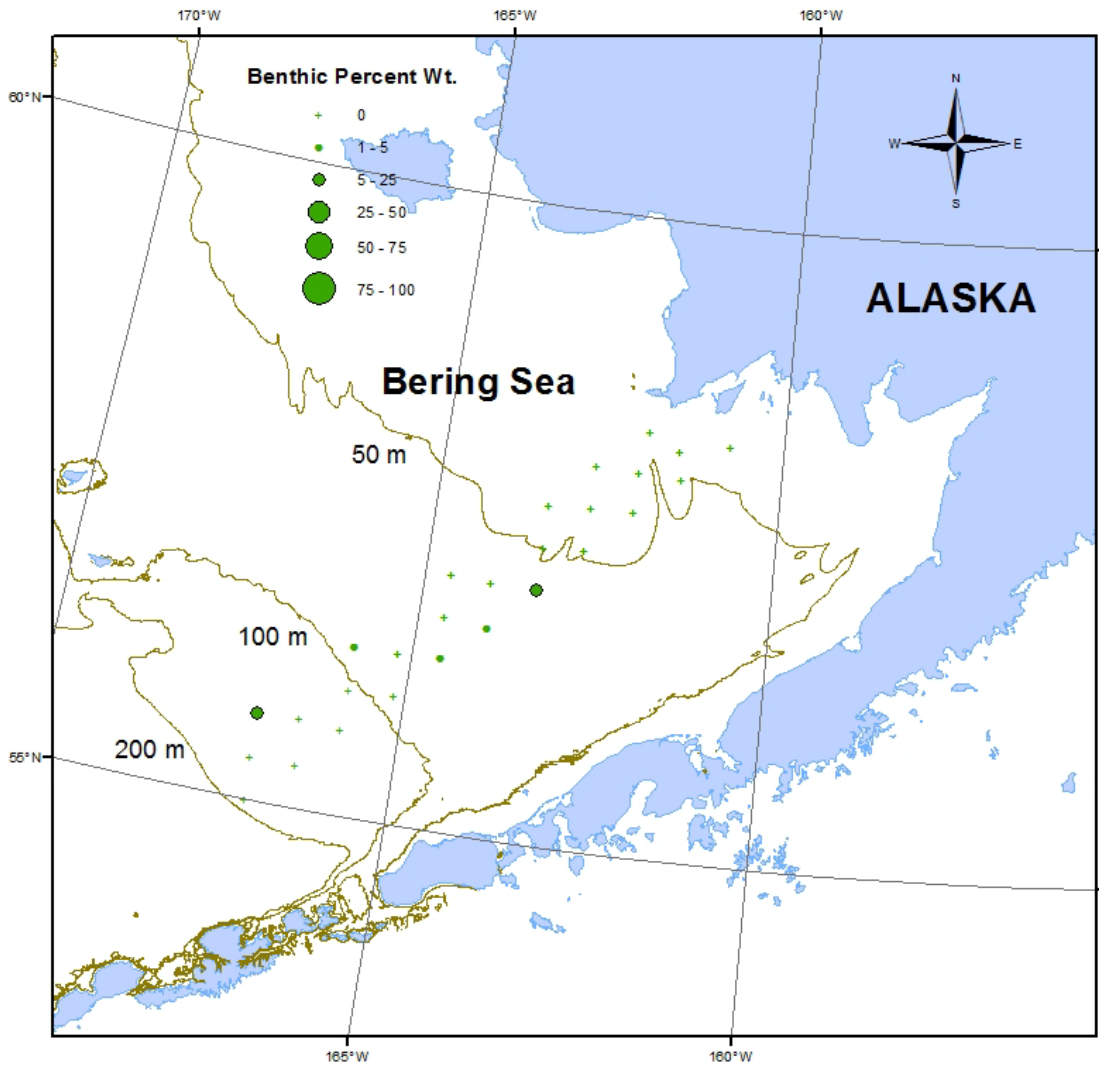 170°W 165°W 160°W
Benthic Percent Wt.
60°N
0
1 - 5
5 - 25
25 - 50
50 - 75
75 - 100
N
W E
S
ALASKA
Bering Sea
50 m
100 m
200 m
55°N
165°W 160°W